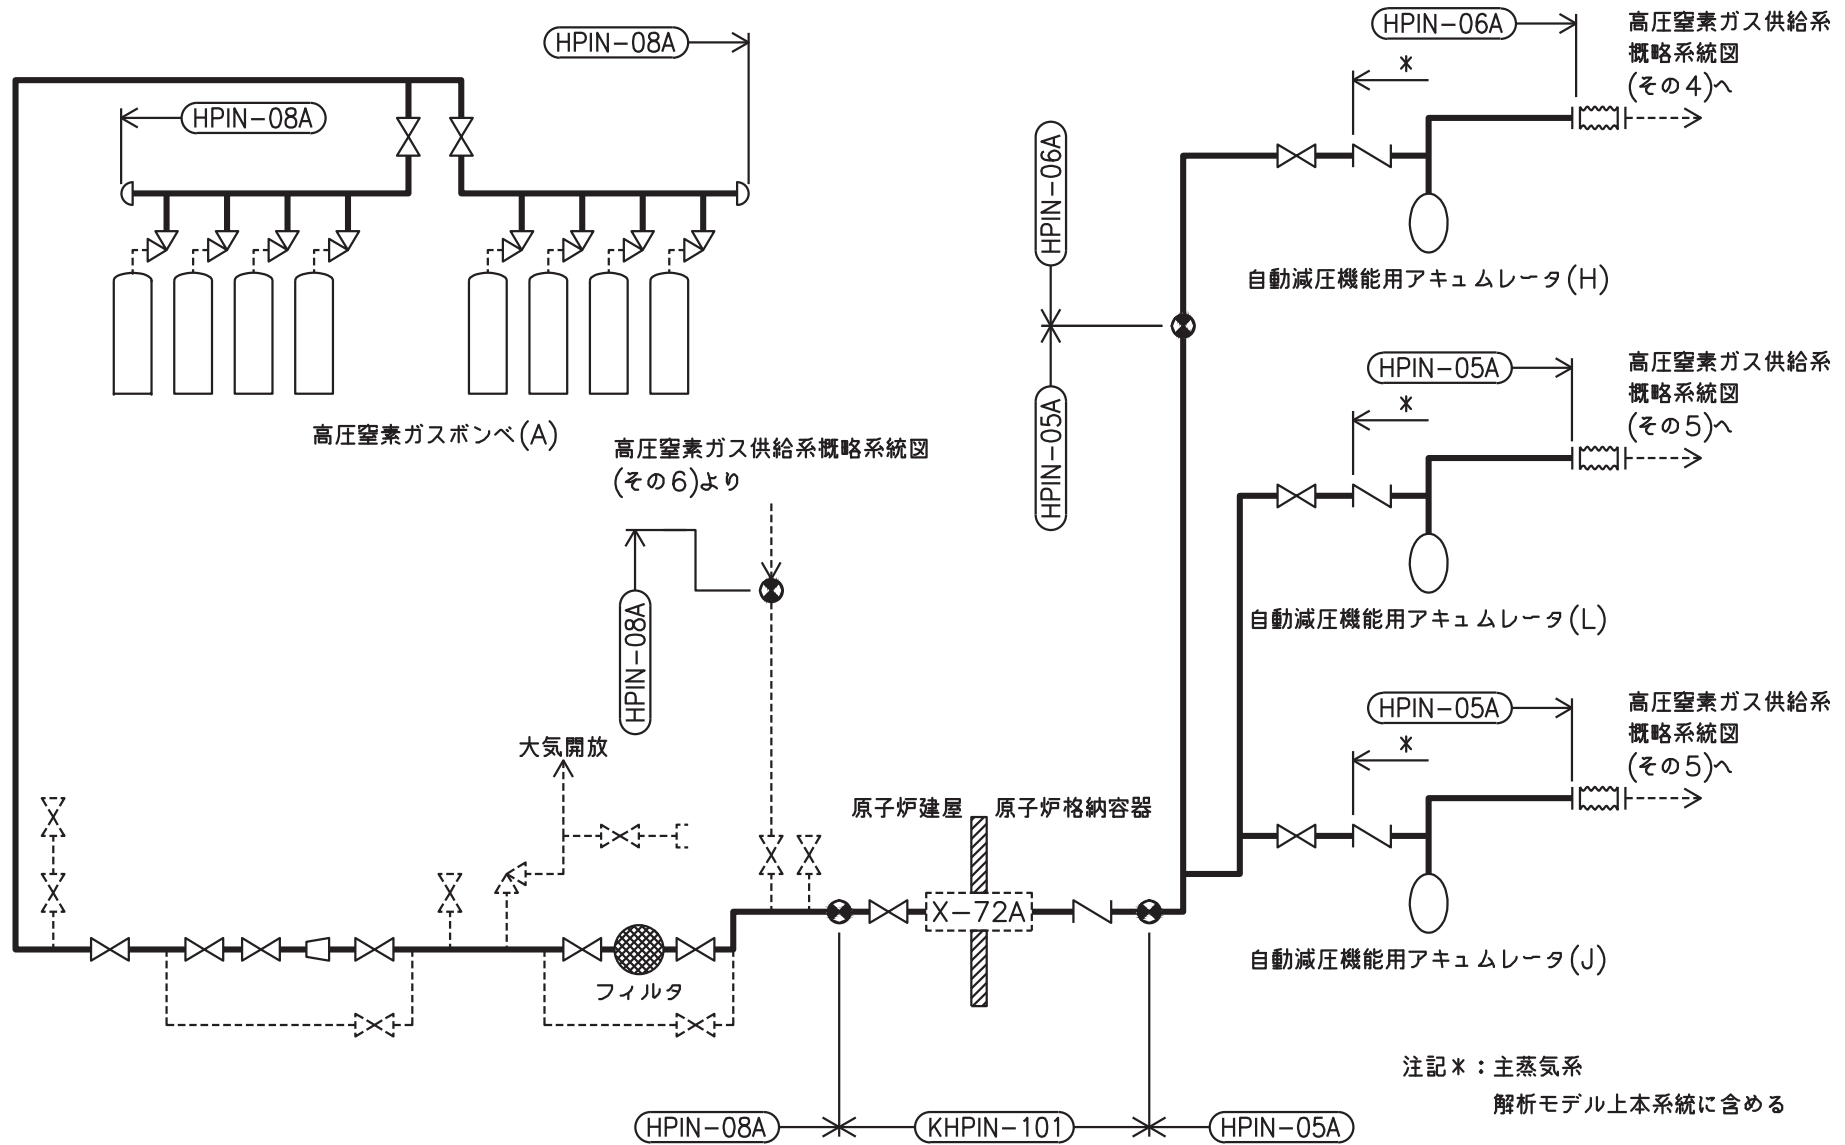 HPIN-08A
HPIN-08A
高圧窒素ガスボンベ(A)
高圧窒素ガス供給系概略系統図
(その6)より
HPIN-08A
大気開放
フィルタ
原子炉建屋
原子炉格納容器
X-72A
HPIN-06A
HPIN-05A
HPIN-06A
*
高圧窒素ガス供給系
概略系統図
(その4)へ
自動減圧機能用アキュムレータ(H)
HPIN-05A
*
高圧窒素ガス供給系
概略系統図
(その5)へ
自動減圧機能用アキュムレータ(L)
HPIN-05A
*
高圧窒素ガス供給系
概略系統図
(その5)へ
自動減圧機能用アキュムレータ(J)
HPIN-08A
KHPIN-101
HPIN-05A
注記*:主蒸気系
解析モデル上本系統に含める